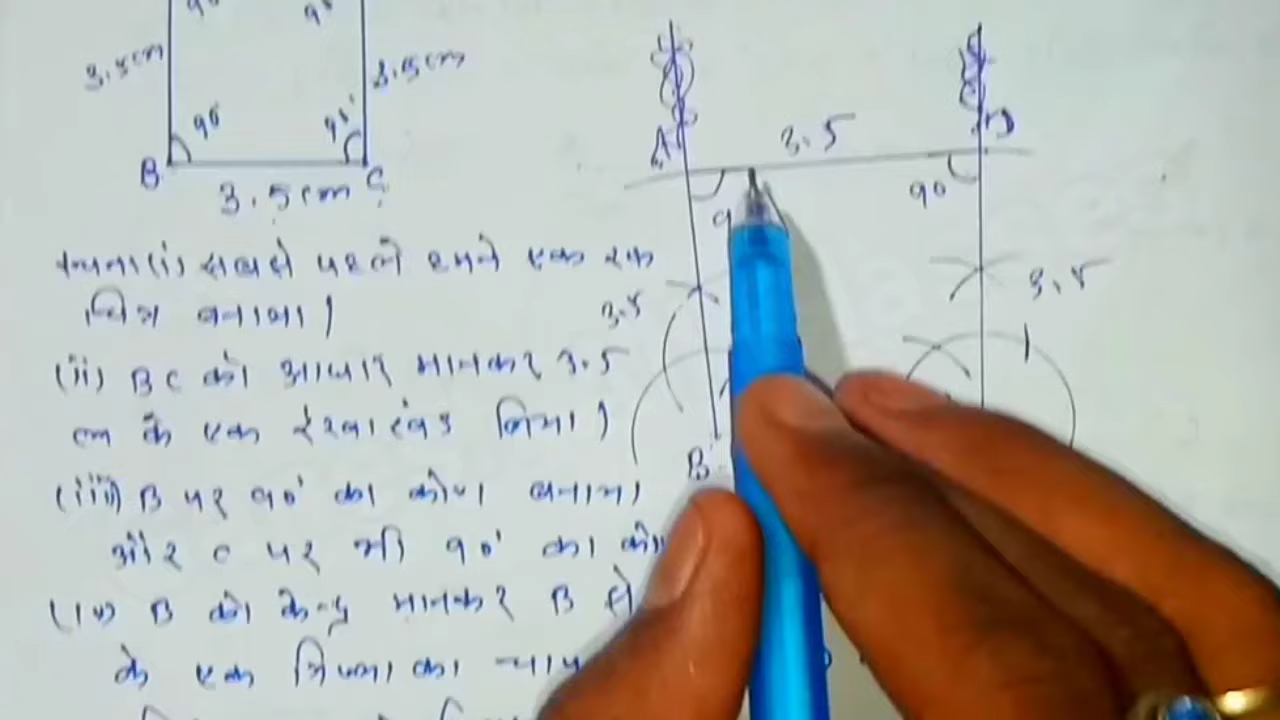 90 90
3.5cm 3.5cm
90° 90°
B C
3.5cm
A 3.5 D
90
3.5 3.5
B
रचना(i) सबसे पहले हमने एक रफ
चित्र बनाया।
(ii) BC को आधार मानकर 3.5
cm के एक रेखाखंड लिया।
(iii) B पर 90° का कोण बनाया
और C पर भी 90° का
(iv) B को केन्द्र मानकर B से
के एक त्रिज्या का चाप